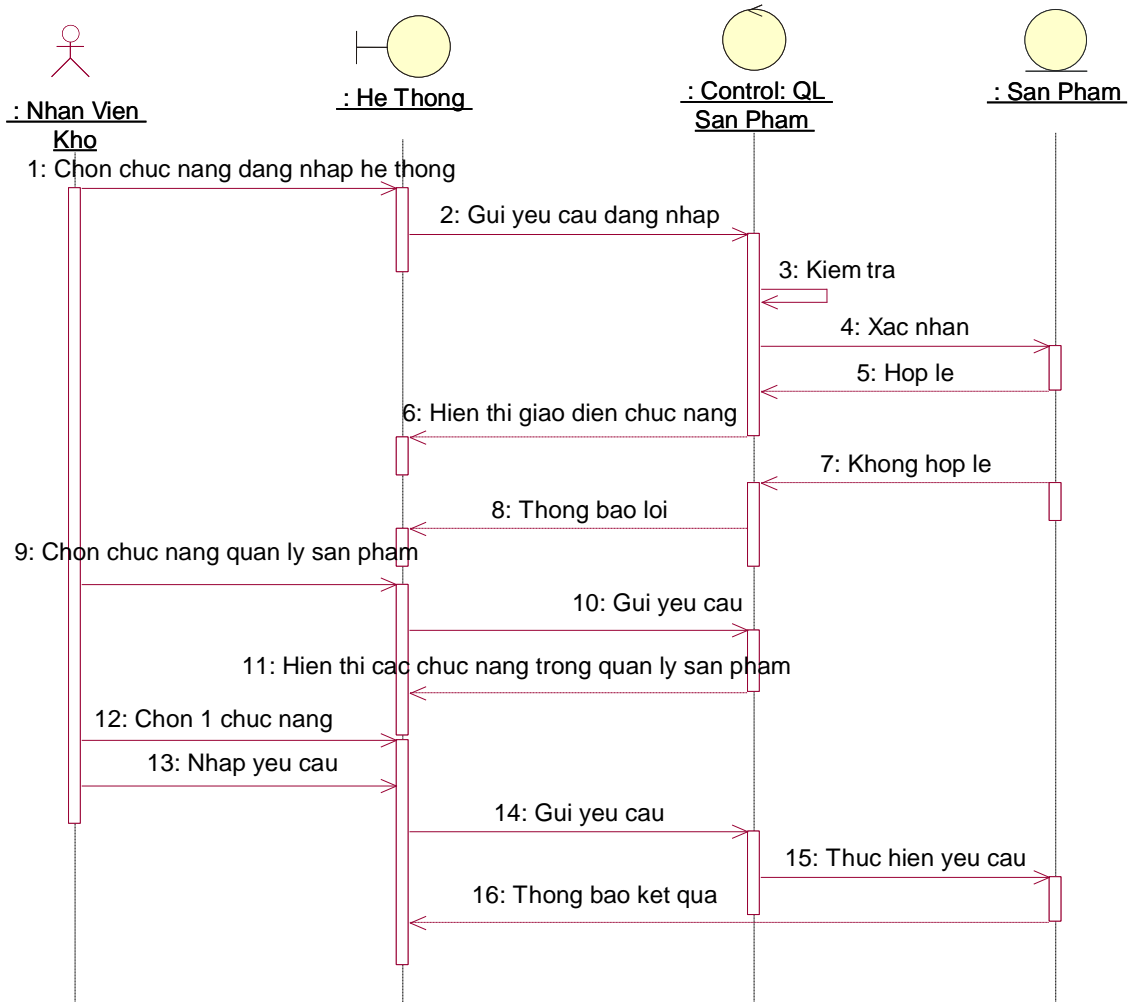 : Nhan Vien
Kho
: He Thong
: Control: QL
San Pham
: San Pham
1: Chon chuc nang dang nhap he thong
2: Gui yeu cau dang nhap
3: Kiem tra
4: Xac nhan
5: Hop le
6: Hien thi giao dien chuc nang
7: Khong hop le
8: Thong bao loi
9: Chon chuc nang quan ly san pham
10: Gui yeu cau
11: Hien thi cac chuc nang trong quan ly san pham
12: Chon 1 chuc nang
13: Nhap yeu cau
14: Gui yeu cau
15: Thuc hien yeu cau
16: Thong bao ket qua